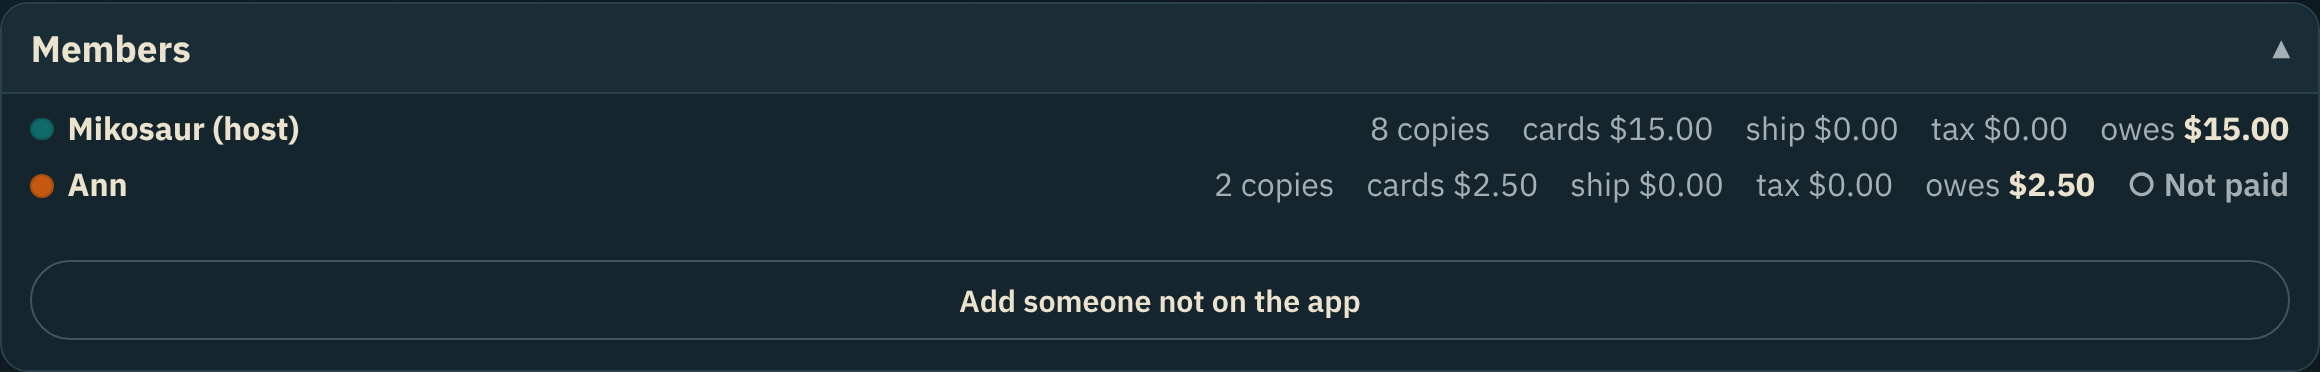 Members ▲
Mikosaur (host) 8 copies cards $15.00 ship $0.00 tax $0.00 owes $15.00
Ann 2 copies cards $2.50 ship $0.00 tax $0.00 owes $2.50 Not paid
Add someone not on the app